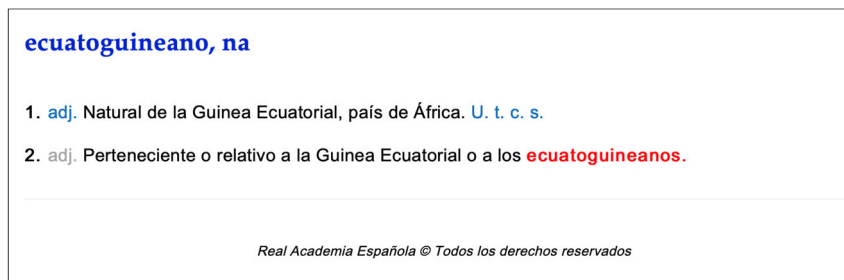 ecuatoguineano, na
1. adj. Natural de la Guinea Ecuatorial, país de África. U. t. c. s.
2. adj. Perteneciente o relativo a la Guinea Ecuatorial o a los ecuatoguineanos.
Real Academia Española © Todos los derechos reservados